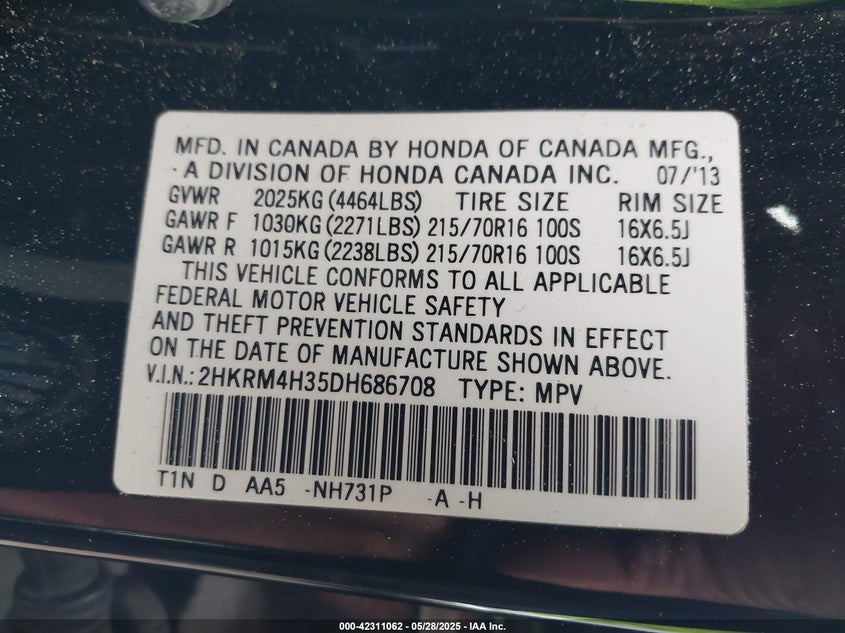 MFD. IN CANADA BY HONDA OF CANADA MFG.,
A DIVISION OF HONDA CANADA INC. 07/'13
GVWR 2025KG (4464LBS) TIRE SIZE RIM SIZE
GAWR F 1030KG (2271LBS) 215/70R16 100S 16X6.5J
GAWR R 1015KG (2238LBS) 215/70R16 100S 16X6.5J
THIS VEHICLE CONFORMS TO ALL APPLICABLE
FEDERAL MOTOR VEHICLE SAFETY
AND THEFT PREVENTION STANDARDS IN EFFECT
ON THE DATE OF MANUFACTURE SHOWN ABOVE.
V.I.N.: 2HKRM4H35DH686708 TYPE: MPV
T1N D AA5 -NH731P -A -H
000-42311062 - 05/28/2025 - IAA Inc.